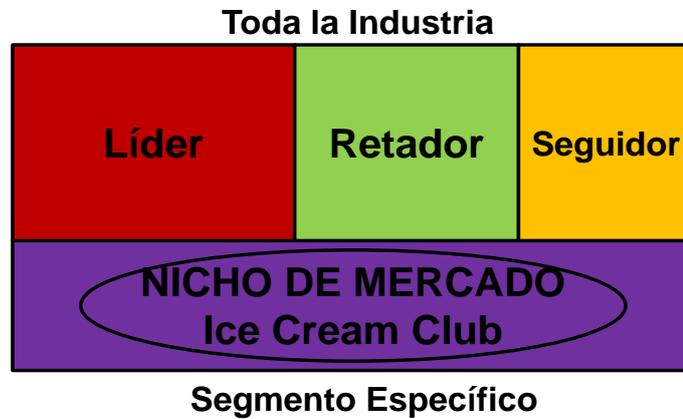 Toda la Industria
Líder
Retador
Seguidor
NICHO DE MERCADO
Ice Cream Club
Segmento Específico